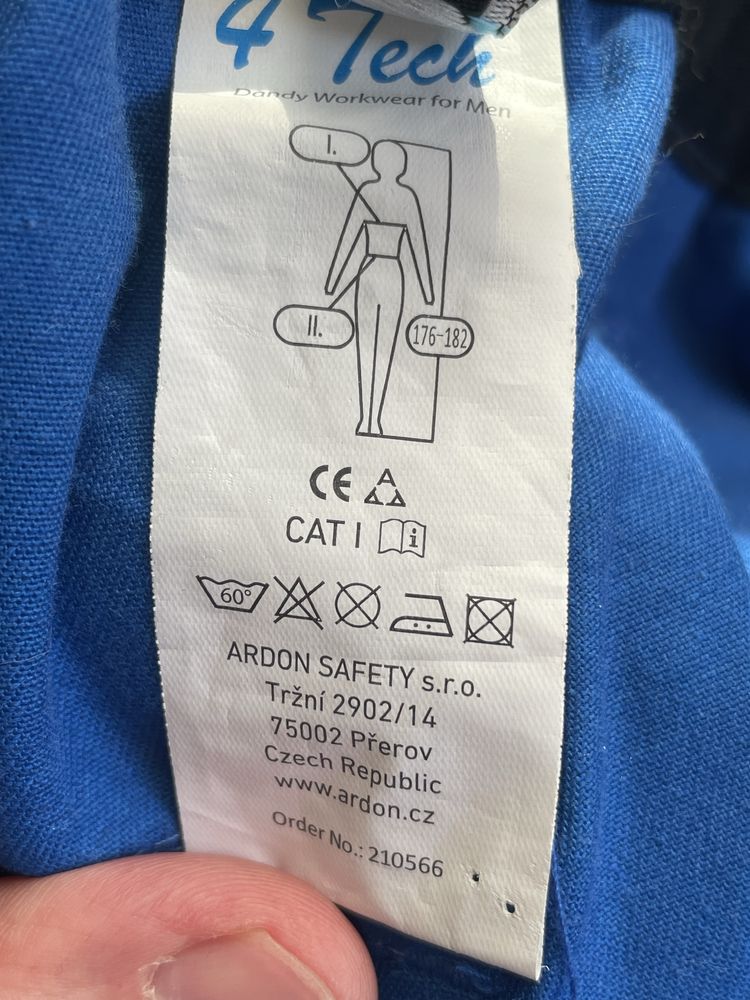 4 Tech
Dandy Workwear for Men
I.
II.
176-182
CE
CAT I i
60°
ARDON SAFETY s.r.o.
Tržní 2902/14
75002 Přerov
Czech Republic
www.ardon.cz
Order No.: 210566